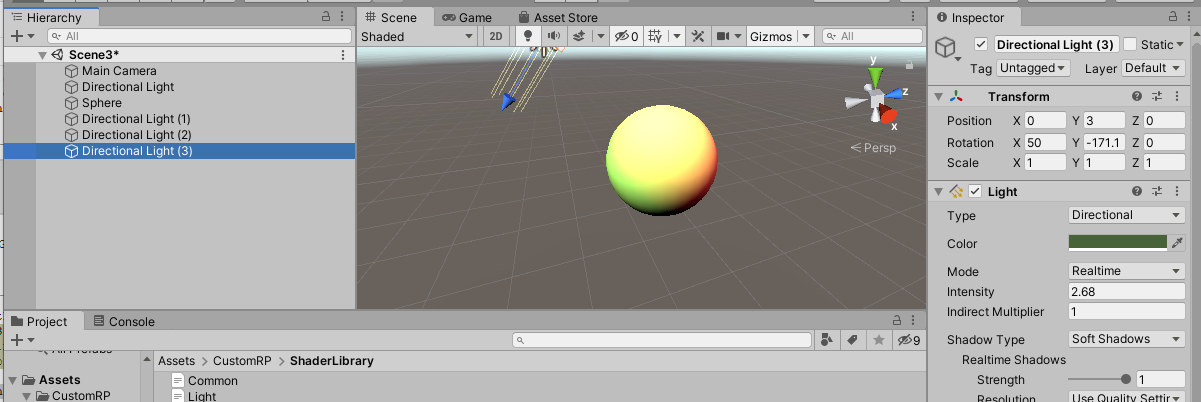 Hierarchy
All
Scene3*
Main Camera
Directional Light
Sphere
Directional Light (1)
Directional Light (2)
Directional Light (3)
Scene
Game
Asset Store
Shaded
2D
0
Gizmos
All
y
z
x
Persp
Inspector
Directional Light (3)
Static
Tag Untagged
Layer Default
Transform
Position X 0 Y 3 Z 0
Rotation X 50 Y -171.1 Z 0
Scale X 1 Y 1 Z 1
Light
Type Directional
Color
Mode Realtime
Intensity 2.68
Indirect Multiplier 1
Shadow Type Soft Shadows
Realtime Shadows
Strength 1
Resolution Use Quality Settir
Project
Console
9
All Prefabs
Assets
CustomRP
Assets > CustomRP > ShaderLibrary
Common
Light